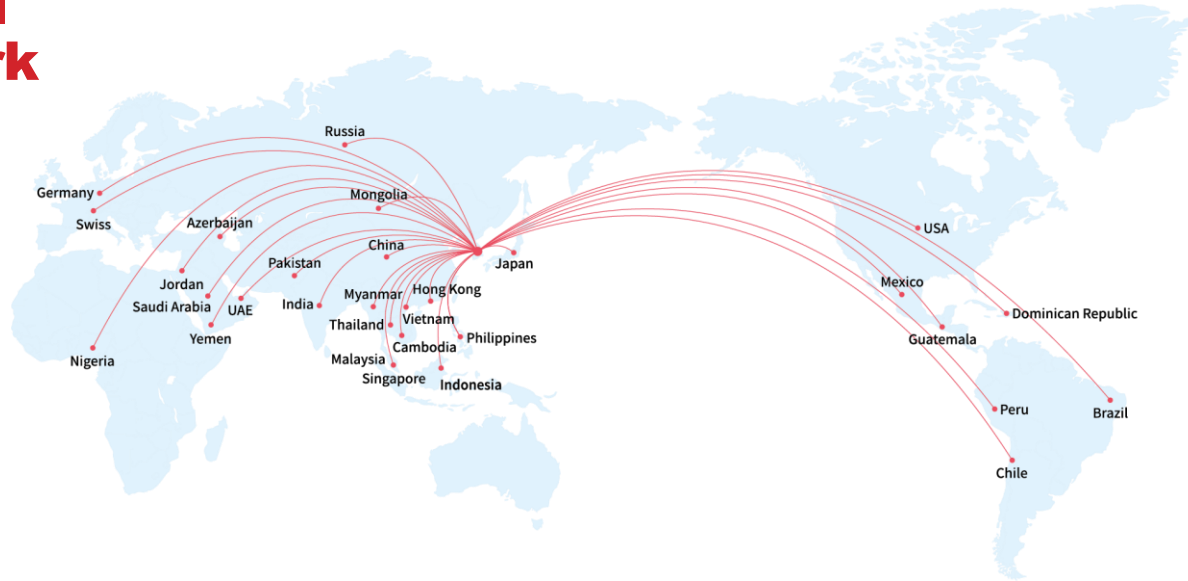 rk
Russia
Germany
Mongolia
Swiss
Azerbaijan
USA
China
Japan
Pakistan
Jordan
Mexico
Myanmar
Hong Kong
Saudi Arabia
UAE
India
Dominican Republic
Thailand
Vietnam
Yemen
Philippines
Guatemala
Cambodia
Nigeria
Malaysia
Singapore
Indonesia
Peru
Brazil
Chile